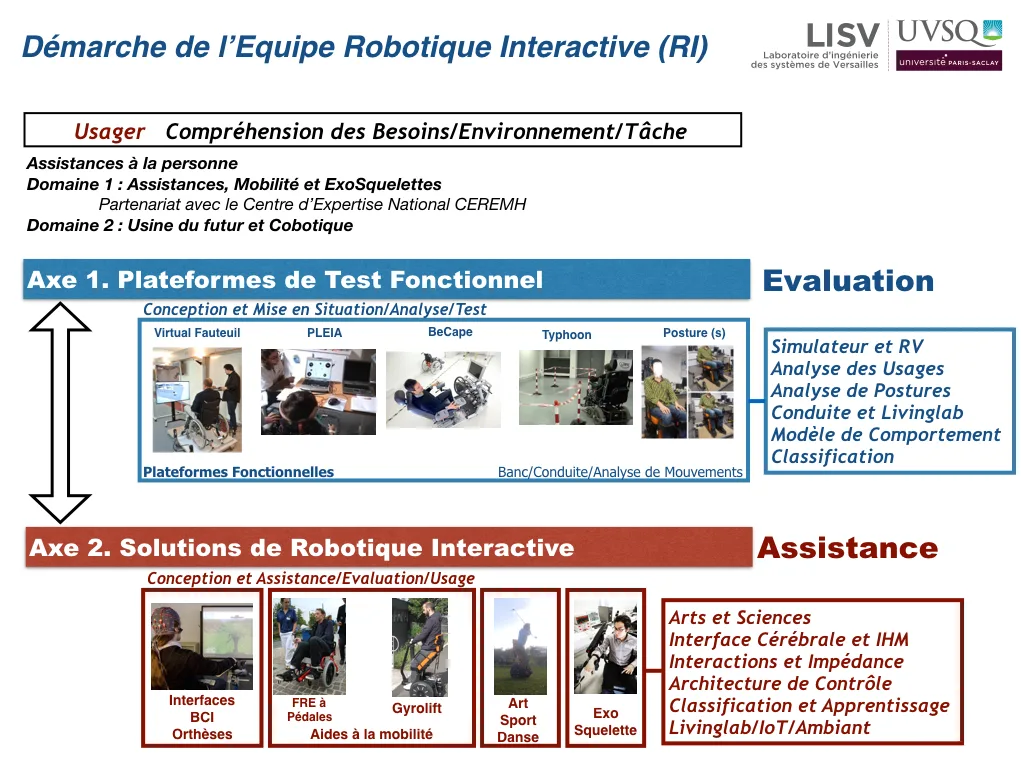 Démarche de l’Equipe Robotique Interactive (RI)
LISV
Laboratoire d’ingénierie
des systèmes de Versailles
UVSQ
université PARIS-SACLAY
Usager Compréhension des Besoins/Environnement/Tâche
Assistances à la personne
Domaine 1 : Assistances, Mobilité et ExoSquelettes
Partenariat avec le Centre d’Expertise National CEREMH
Domaine 2 : Usine du futur et Cobotique
Axe 1. Plateformes de Test Fonctionnel
Evaluation
Conception et Mise en Situation/Analyse/Test
Virtual Fauteuil
PLEIA
BeCape
Typhoon
Posture (s)
Plateformes Fonctionnelles
Banc/Conduite/Analyse de Mouvements
Simulateur et RV
Analyse des Usages
Analyse de Postures
Conduite et Livinglab
Modèle de Comportement
Classification
Axe 2. Solutions de Robotique Interactive
Assistance
Conception et Assistance/Evaluation/Usage
Interfaces
BCI
Orthèses
FRE à
Pédales
Gyrolift
Aides à la mobilité
Art
Sport
Danse
Exo
Squelette
Arts et Sciences
Interface Cérébrale et IHM
Interactions et Impédance
Architecture de Contrôle
Classification et Apprentissage
Livinglab/IoT/Ambiant